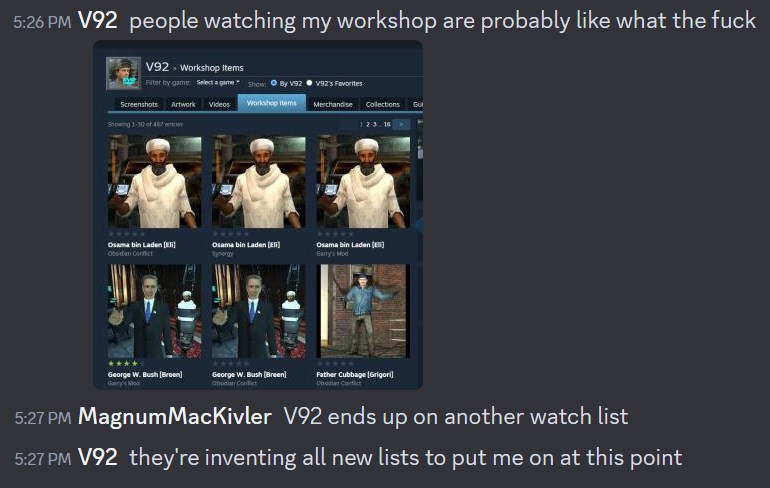 5:26 PM V92 people watching my workshop are probably like what the fuck
V92 » Workshop Items
Filter by game: Select a game Show: By V92 V92's Favorites
Screenshots Artwork Videos Workshop Items Merchandise Collections Gui
Showing 1-30 of 467 entries 1 2 3 .. 16 >
Osama bin Laden [Eli] Osama bin Laden [Eli] Osama bin Laden [Eli]
Obsidian Conflict Synergy Garry's Mod
George W. Bush [Breen] George W. Bush [Breen] Father Cubbage [Grigori]
Garry's Mod Obsidian Conflict Obsidian Conflict
5:27 PM MagnumMacKivler V92 ends up on another watch list
5:27 PM V92 they're inventing all new lists to put me on at this point